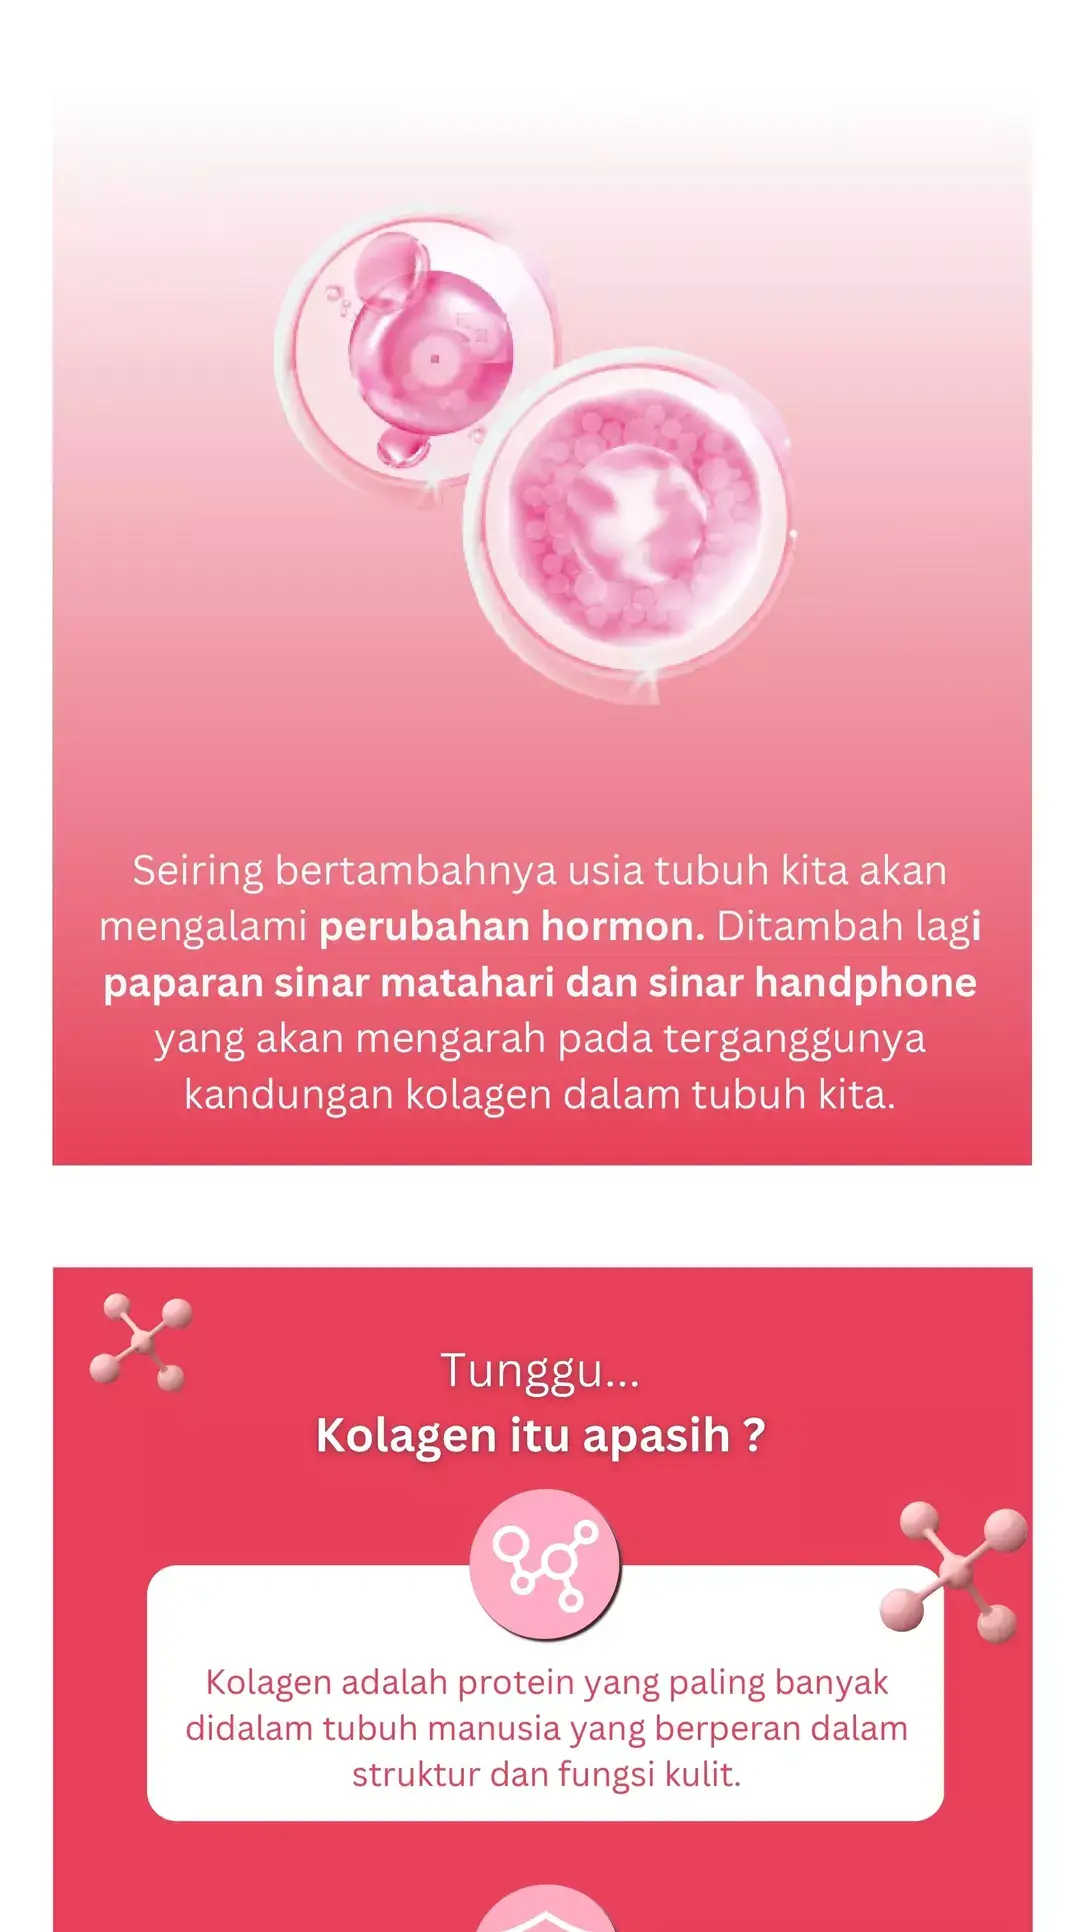 Seiring bertambahnya usia tubuh kita akan
mengalami perubahan hormon. Ditambah lagi
paparan sinar matahari dan sinar handphone
yang akan mengarah pada terganggunya
kandungan kolagen dalam tubuh kita.
Tunggu...
Kolagen itu apasih ?
Kolagen adalah protein yang paling banyak
didalam tubuh manusia yang berperan dalam
struktur dan fungsi kulit.